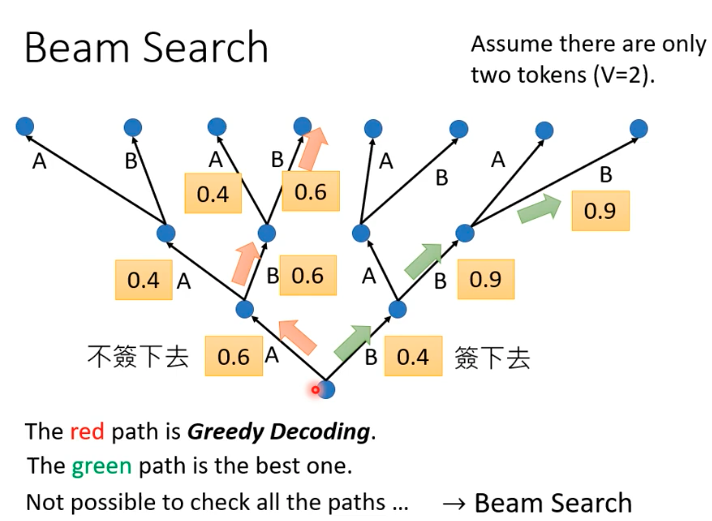 Beam Search
Assume there are only
two tokens (V=2).
A B A B A B A B
0.4 0.6 0.9
0.4 A B 0.6 A B 0.9
不簽下去 0.6 A B 0.4 簽下去
The red path is Greedy Decoding.
The green path is the best one.
Not possible to check all the paths … → Beam Search